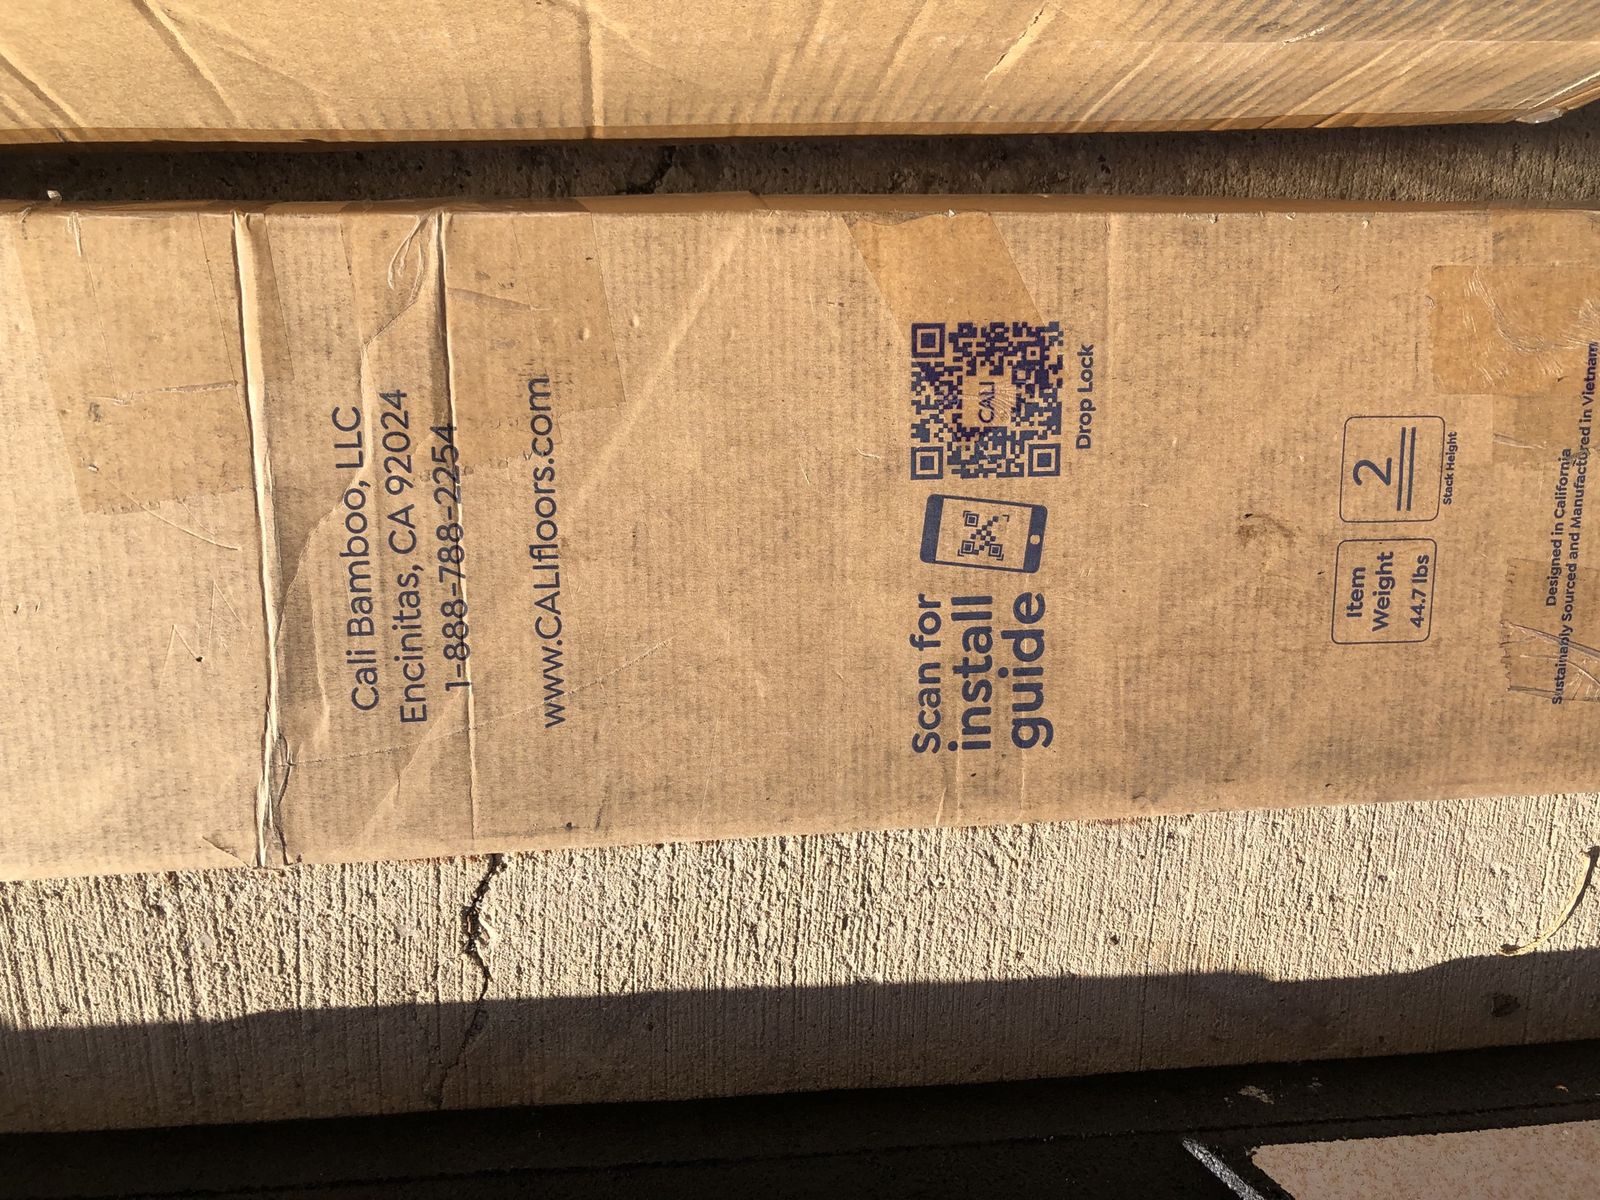 Cali Bamboo, LLC
Encinitas, CA 92024
1-888-788-2254
www.CALIfloors.com
Scan for
install
guide
CALI
Drop Lock
Item
Weight
44.7 lbs
2
Stack Height
Designed in California
Sustainably Sourced and Manufactured in Vietnam